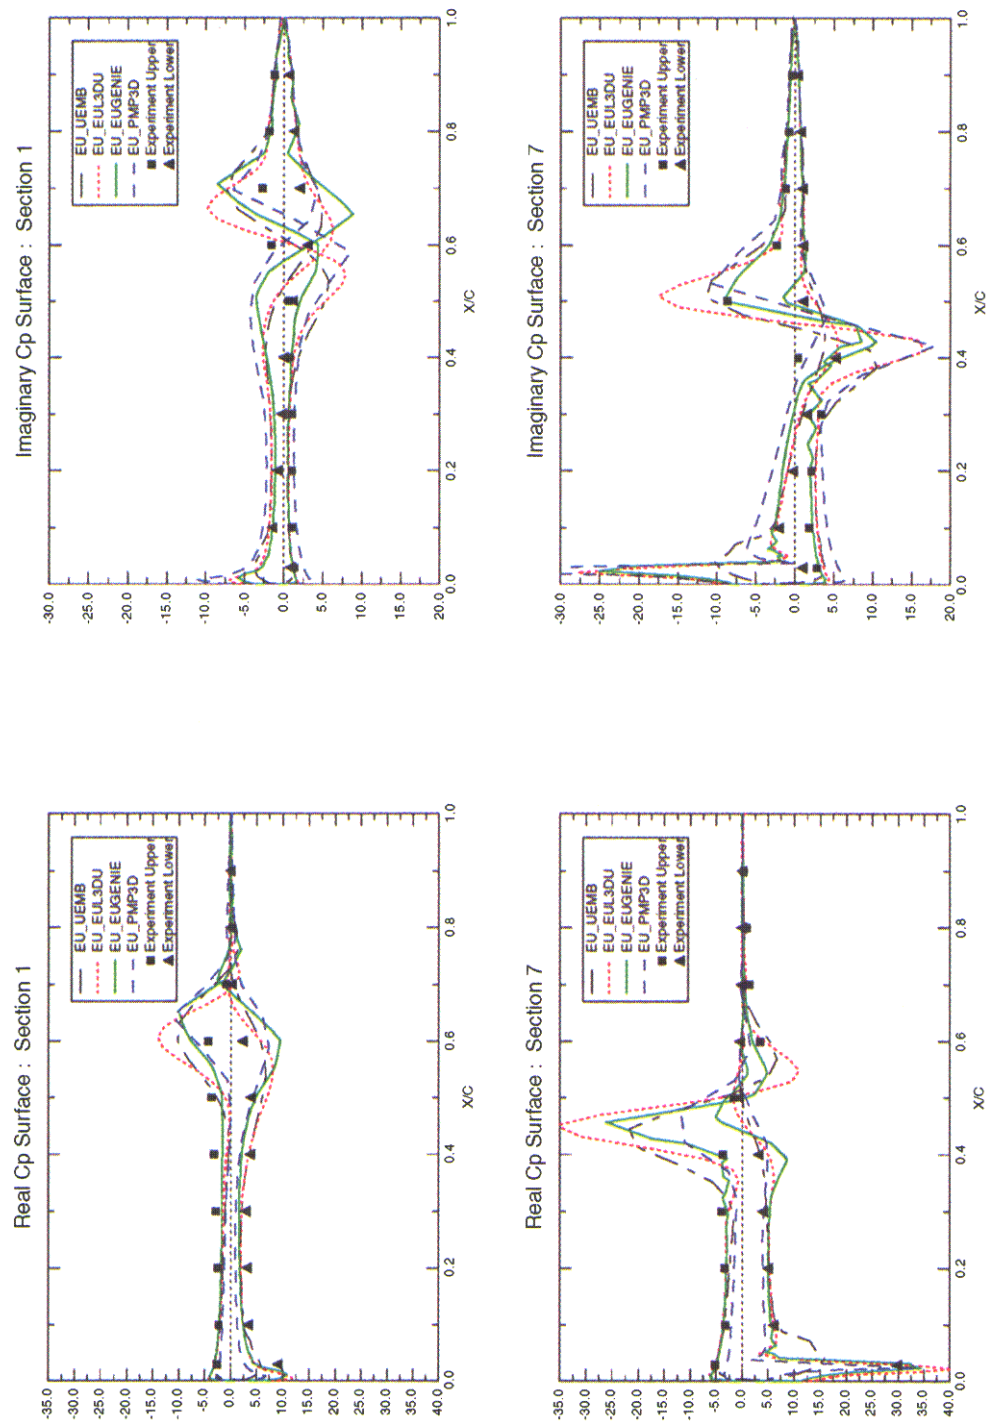 Imaginary Cp Surface : Section 1
EU_UEMB
EU_EUL3DU
EU_EUGENIE
EU_PMP3D
Experiment Upper
Experiment Lower
-30.0
-25.0
-20.0
-15.0
-10.0
-5.0
0.0
5.0
10.0
15.0
20.0
0.0
0.2
0.4
0.6
0.8
1.0
X/C
Imaginary Cp Surface : Section 7
EU_UEMB
EU_EUL3DU
EU_EUGENIE
EU_PMP3D
Experiment Upper
Experiment Lower
-30.0
-25.0
-20.0
-15.0
-10.0
-5.0
0.0
5.0
10.0
15.0
20.0
0.0
0.2
0.4
0.6
0.8
1.0
X/C
Real Cp Surface : Section 1
EU_UEMB
EU_EUL3DU
EU_EUGENIE
EU_PMP3D
Experiment Upper
Experiment Lower
-35.0
-30.0
-25.0
-20.0
-15.0
-10.0
-5.0
0.0
5.0
10.0
15.0
20.0
25.0
30.0
35.0
40.0
0.0
0.2
0.4
0.6
0.8
1.0
X/C
Real Cp Surface : Section 7
EU_UEMB
EU_EUL3DU
EU_EUGENIE
EU_PMP3D
Experiment Upper
Experiment Lower
-35.0
-30.0
-25.0
-20.0
-15.0
-10.0
-5.0
0.0
5.0
10.0
15.0
20.0
25.0
30.0
35.0
40.0
0.0
0.2
0.4
0.6
0.8
1.0
X/C